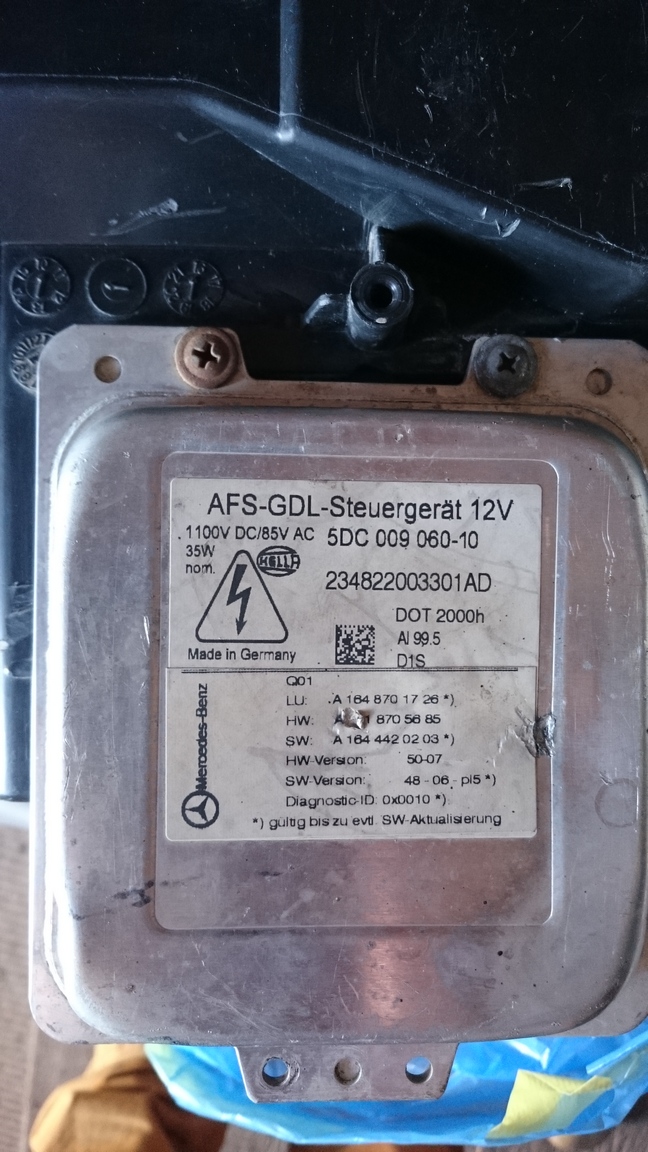 AFS-GDL-Steuergerät 12V
1100V DC/85V AC 5DC 009 060-10
35W
nom.
HELLA
234822003301AD
DOT 2000h
Al 99.5
Made in Germany
D1S
Mercedes-Benz
Q01
LU: A 164 870 17 26 *)
HW: A 870 56 85
SW: A 164 442 02 03 *)
HW-Version: 50-07
SW-Version: 48 - 06 - pl5 *)
Diagnostic-ID: 0x0010 *)
*) gültig bis zu evtl. SW-Aktualisierung